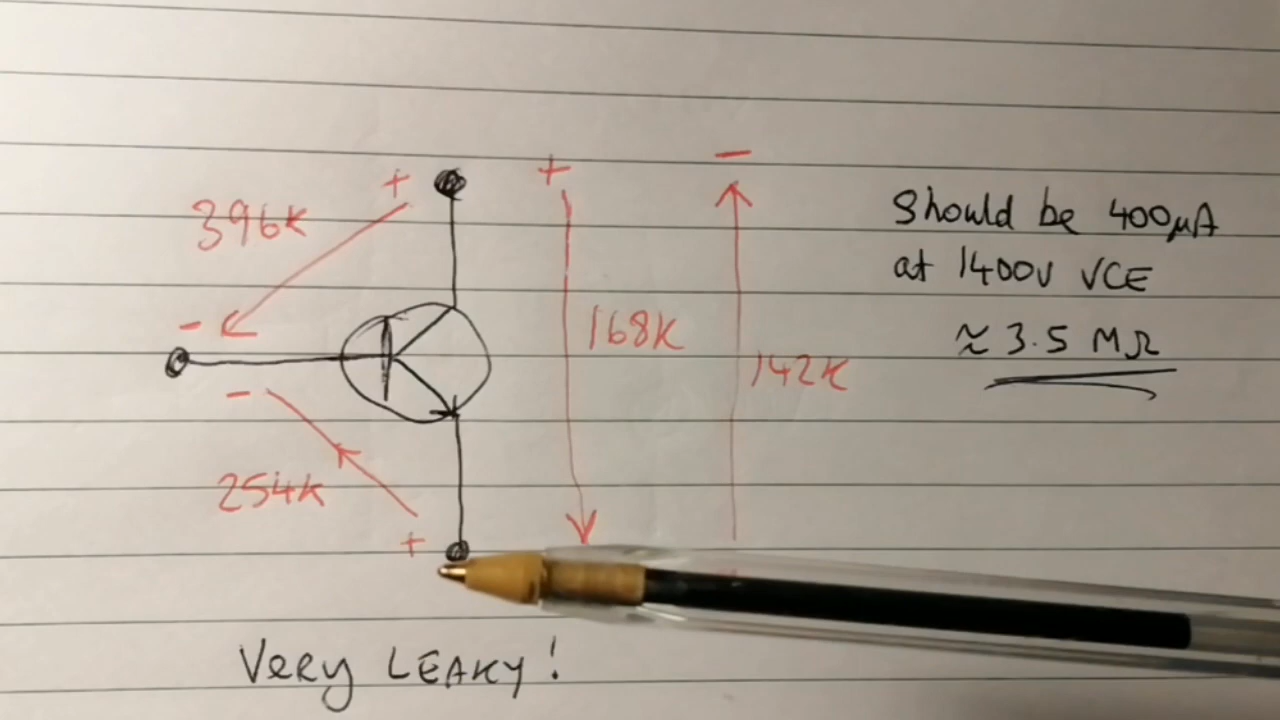 396K
+
+
-
-
168K
142K
-
254K
+
Should be 400µA
at 1400V VCE
≈ 3.5 MΩ
Very LEAKY!